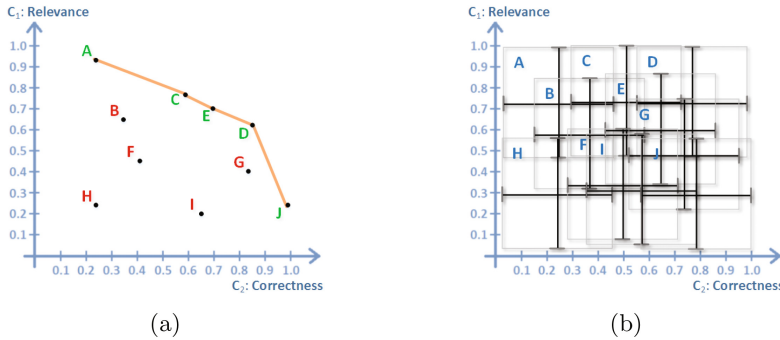 C₁: Relevance
1.0
0.9
0.8
0.7
0.6
0.5
0.4
0.3
0.2
0.1
A
C
E
B
D
F
G
H
I
J
0.1 0.2 0.3 0.4 0.5 0.6 0.7 0.8 0.9 1.0
C₂: Correctness
(a)
C₁: Relevance
1.0
0.9
0.8
0.7
0.6
0.5
0.4
0.3
0.2
0.1
A C D
B E
G
H F I J
0.1 0.2 0.3 0.4 0.5 0.6 0.7 0.8 0.9 1.0
C₂: Correctness
(b)